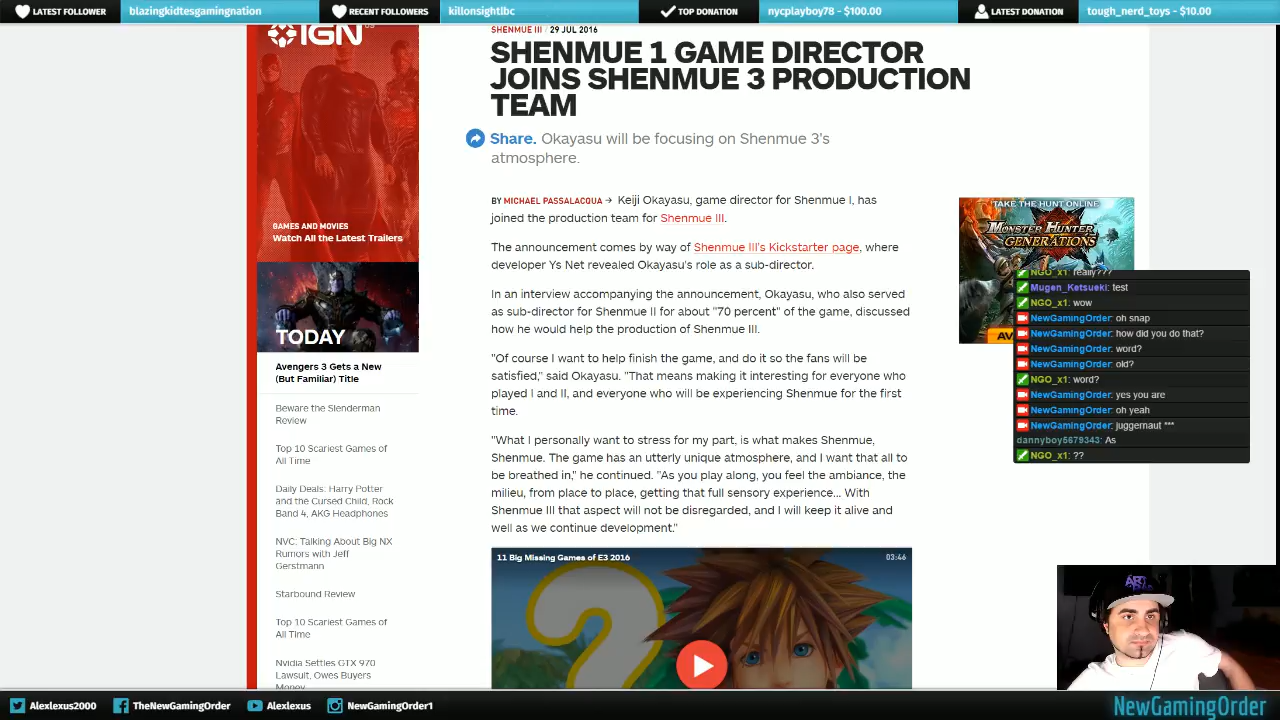 LATEST FOLLOWER
blazingkidtesgamingnation
RECENT FOLLOWERS
killonsightlbc
TOP DONATION
nycplayboy78 - $100.00
LATEST DONATION
tough_nerd_toys - $10.00
IGN
GAMES AND MOVIES
Watch All the Latest Trailers
TODAY
Avengers 3 Gets a New
(But Familiar) Title
Beware the Slenderman
Review
Top 10 Scariest Games of
All Time
Daily Deals: Harry Potter
and the Cursed Child, Rock
Band 4, AKG Headphones
NVC: Talking About Big NX
Rumors with Jeff
Gerstmann
Starbound Review
Top 10 Scariest Games of
All Time
Nvidia Settles GTX 970
Lawsuit, Owes Buyers
Money
SHENMUE III / 29 JUL 2016
SHENMUE 1 GAME DIRECTOR
JOINS SHENMUE 3 PRODUCTION
TEAM
Share. Okayasu will be focusing on Shenmue 3's
atmosphere.
BY MICHAEL PASSALACQUA → Keiji Okayasu, game director for Shenmue I, has
joined the production team for Shenmue III.
The announcement comes by way of Shenmue III's Kickstarter page, where
developer Ys Net revealed Okayasu's role as a sub-director.
In an interview accompanying the announcement, Okayasu, who also served
as sub-director for Shenmue II for about "70 percent" of the game, discussed
how he would help the production of Shenmue III.
"Of course I want to help finish the game, and do it so the fans will be
satisfied," said Okayasu. "That means making it interesting for everyone who
played I and II, and everyone who will be experiencing Shenmue for the first
time.
"What I personally want to stress for my part, is what makes Shenmue,
Shenmue. The game has an utterly unique atmosphere, and I want that all to
be breathed in," he continued. "As you play along, you feel the ambiance, the
milieu, from place to place, getting that full sensory experience... With
Shenmue III that aspect will not be disregarded, and I will keep it alive and
well as we continue development."
11 Big Missing Games of E3 2016
03:46
TAKE THE HUNT ONLINE
MONSTER HUNTER
GENERATIONS
AV
NGO_x1: really???
Mugen_Ketsueki: test
NGO_x1: wow
NewGamingOrder: oh snap
NewGamingOrder: how did you do that?
NewGamingOrder: word?
NewGamingOrder: old?
NGO_x1: word?
NewGamingOrder: yes you are
NewGamingOrder: oh yeah
NewGamingOrder: juggernaut ***
dannyboy5679343: As
NGO_x1: ??
Alexlexus2000
TheNewGamingOrder
Alexlexus
NewGamingOrder1
NewGamingOrder